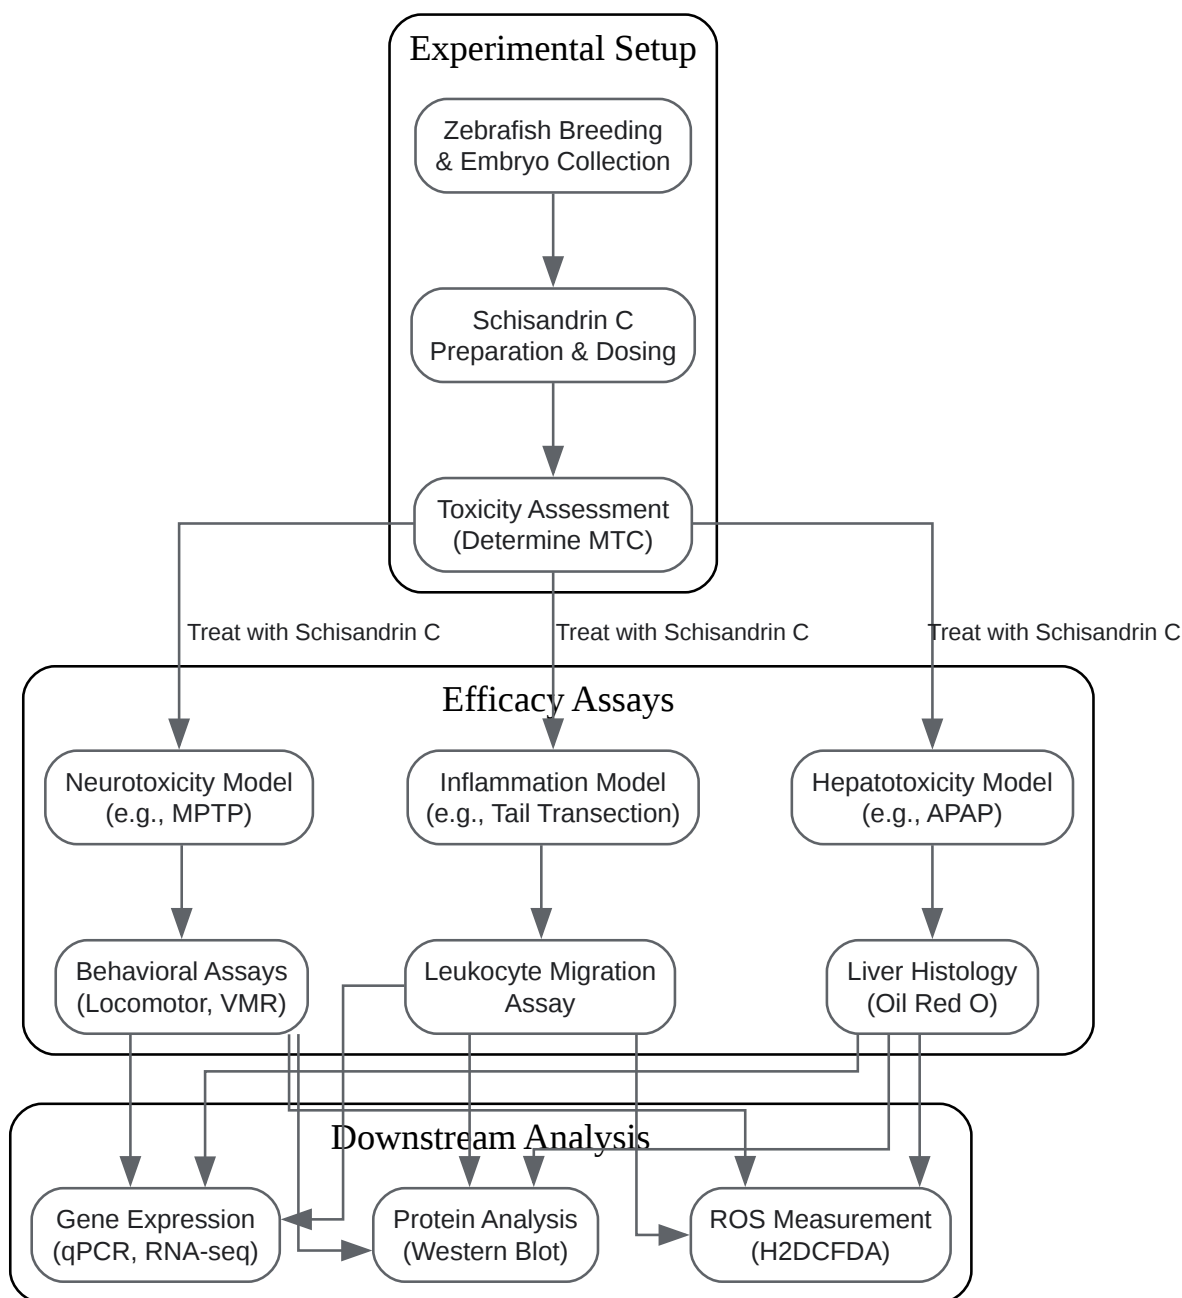 Experimental Setup
Zebrafish Breeding
& Embryo Collection
Schisandrin C
Preparation & Dosing
Toxicity Assessment
(Determine MTC)
Treat with Schisandrin C
Treat with Schisandrin C
Treat with Schisandrin C
Efficacy Assays
Neurotoxicity Model
(e.g., MPTP)
Inflammation Model
(e.g., Tail Transection)
Hepatotoxicity Model
(e.g., APAP)
Behavioral Assays
(Locomotor, VMR)
Leukocyte Migration
Assay
Liver Histology
(Oil Red O)
Downstream Analysis
Gene Expression
(qPCR, RNA-seq)
Protein Analysis
(Western Blot)
ROS Measurement
(H2DCFDA)